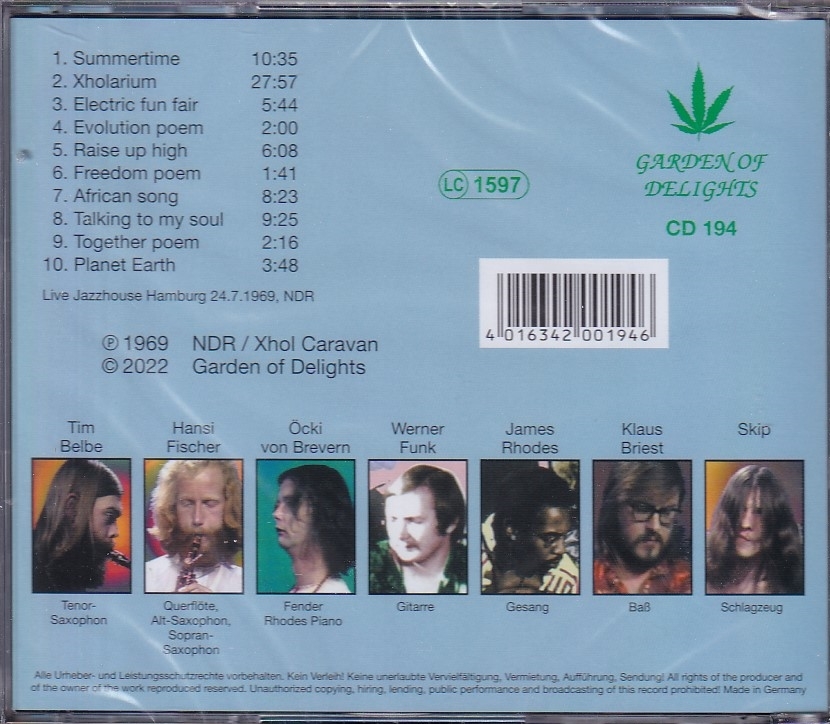 1. Summertime 10:35
2. Xholarium 27:57
3. Electric fun fair 5:44
4. Evolution poem 2:00
5. Raise up high 6:08
6. Freedom poem 1:41
7. African song 8:23
8. Talking to my soul 9:25
9. Together poem 2:16
10. Planet Earth 3:48
Live Jazzhouse Hamburg 24.7.1969, NDR
℗ 1969 NDR / Xhol Caravan
© 2022 Garden of Delights
LC 1597
GARDEN OF
DELIGHTS
CD 194
4 016342 001946
Tim
Belbe
Hansi
Fischer
Öcki
von Brevern
Werner
Funk
James
Rhodes
Klaus
Briest
Skip
Tenor-
Saxophon
Querflöte,
Alt-Saxophon,
Sopran-
Saxophon
Fender
Rhodes Piano
Gitarre
Gesang
Baß
Schlagzeug
Alle Urheber- und Leistungsschutzrechte vorbehalten. Kein Verleih! Keine unerlaubte Vervielfältigung, Vermietung, Aufführung, Sendung! All rights of the producer and
of the owner of the work reproduced reserved. Unauthorized copying, hiring, lending, public performance and broadcasting of this record prohibited! Made in Germany